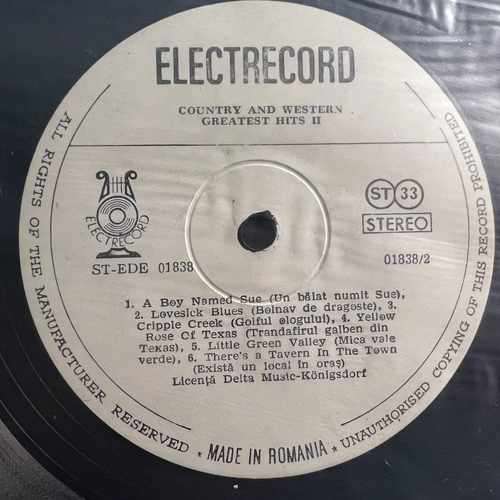 ELECTRECORD
COUNTRY AND WESTERN
GREATEST HITS II
ELECTRECORD
ST-EDE 01838
ST 33
STEREO
01838/2
1. A Boy Named Sue (Un băiat numit Sue),
2. Lovesick Blues (Bolnav de dragoste), 3.
Cripple Creek (Golful ologului) 4. Yellow
Rose Of Texas (Trandafirul galben din
Texas), 5. Little Green Valley (Mica vale
verde), 6. There's a Tavern In The Town
(Există un local în oraş)
Licenţă Delta Music-Königsdorf
ALL RIGHTS OF THE MANUFACTURER RESERVED * MADE IN ROMANIA * UNAUTHORISED COPYING OF THIS RECORD PROHIBITED